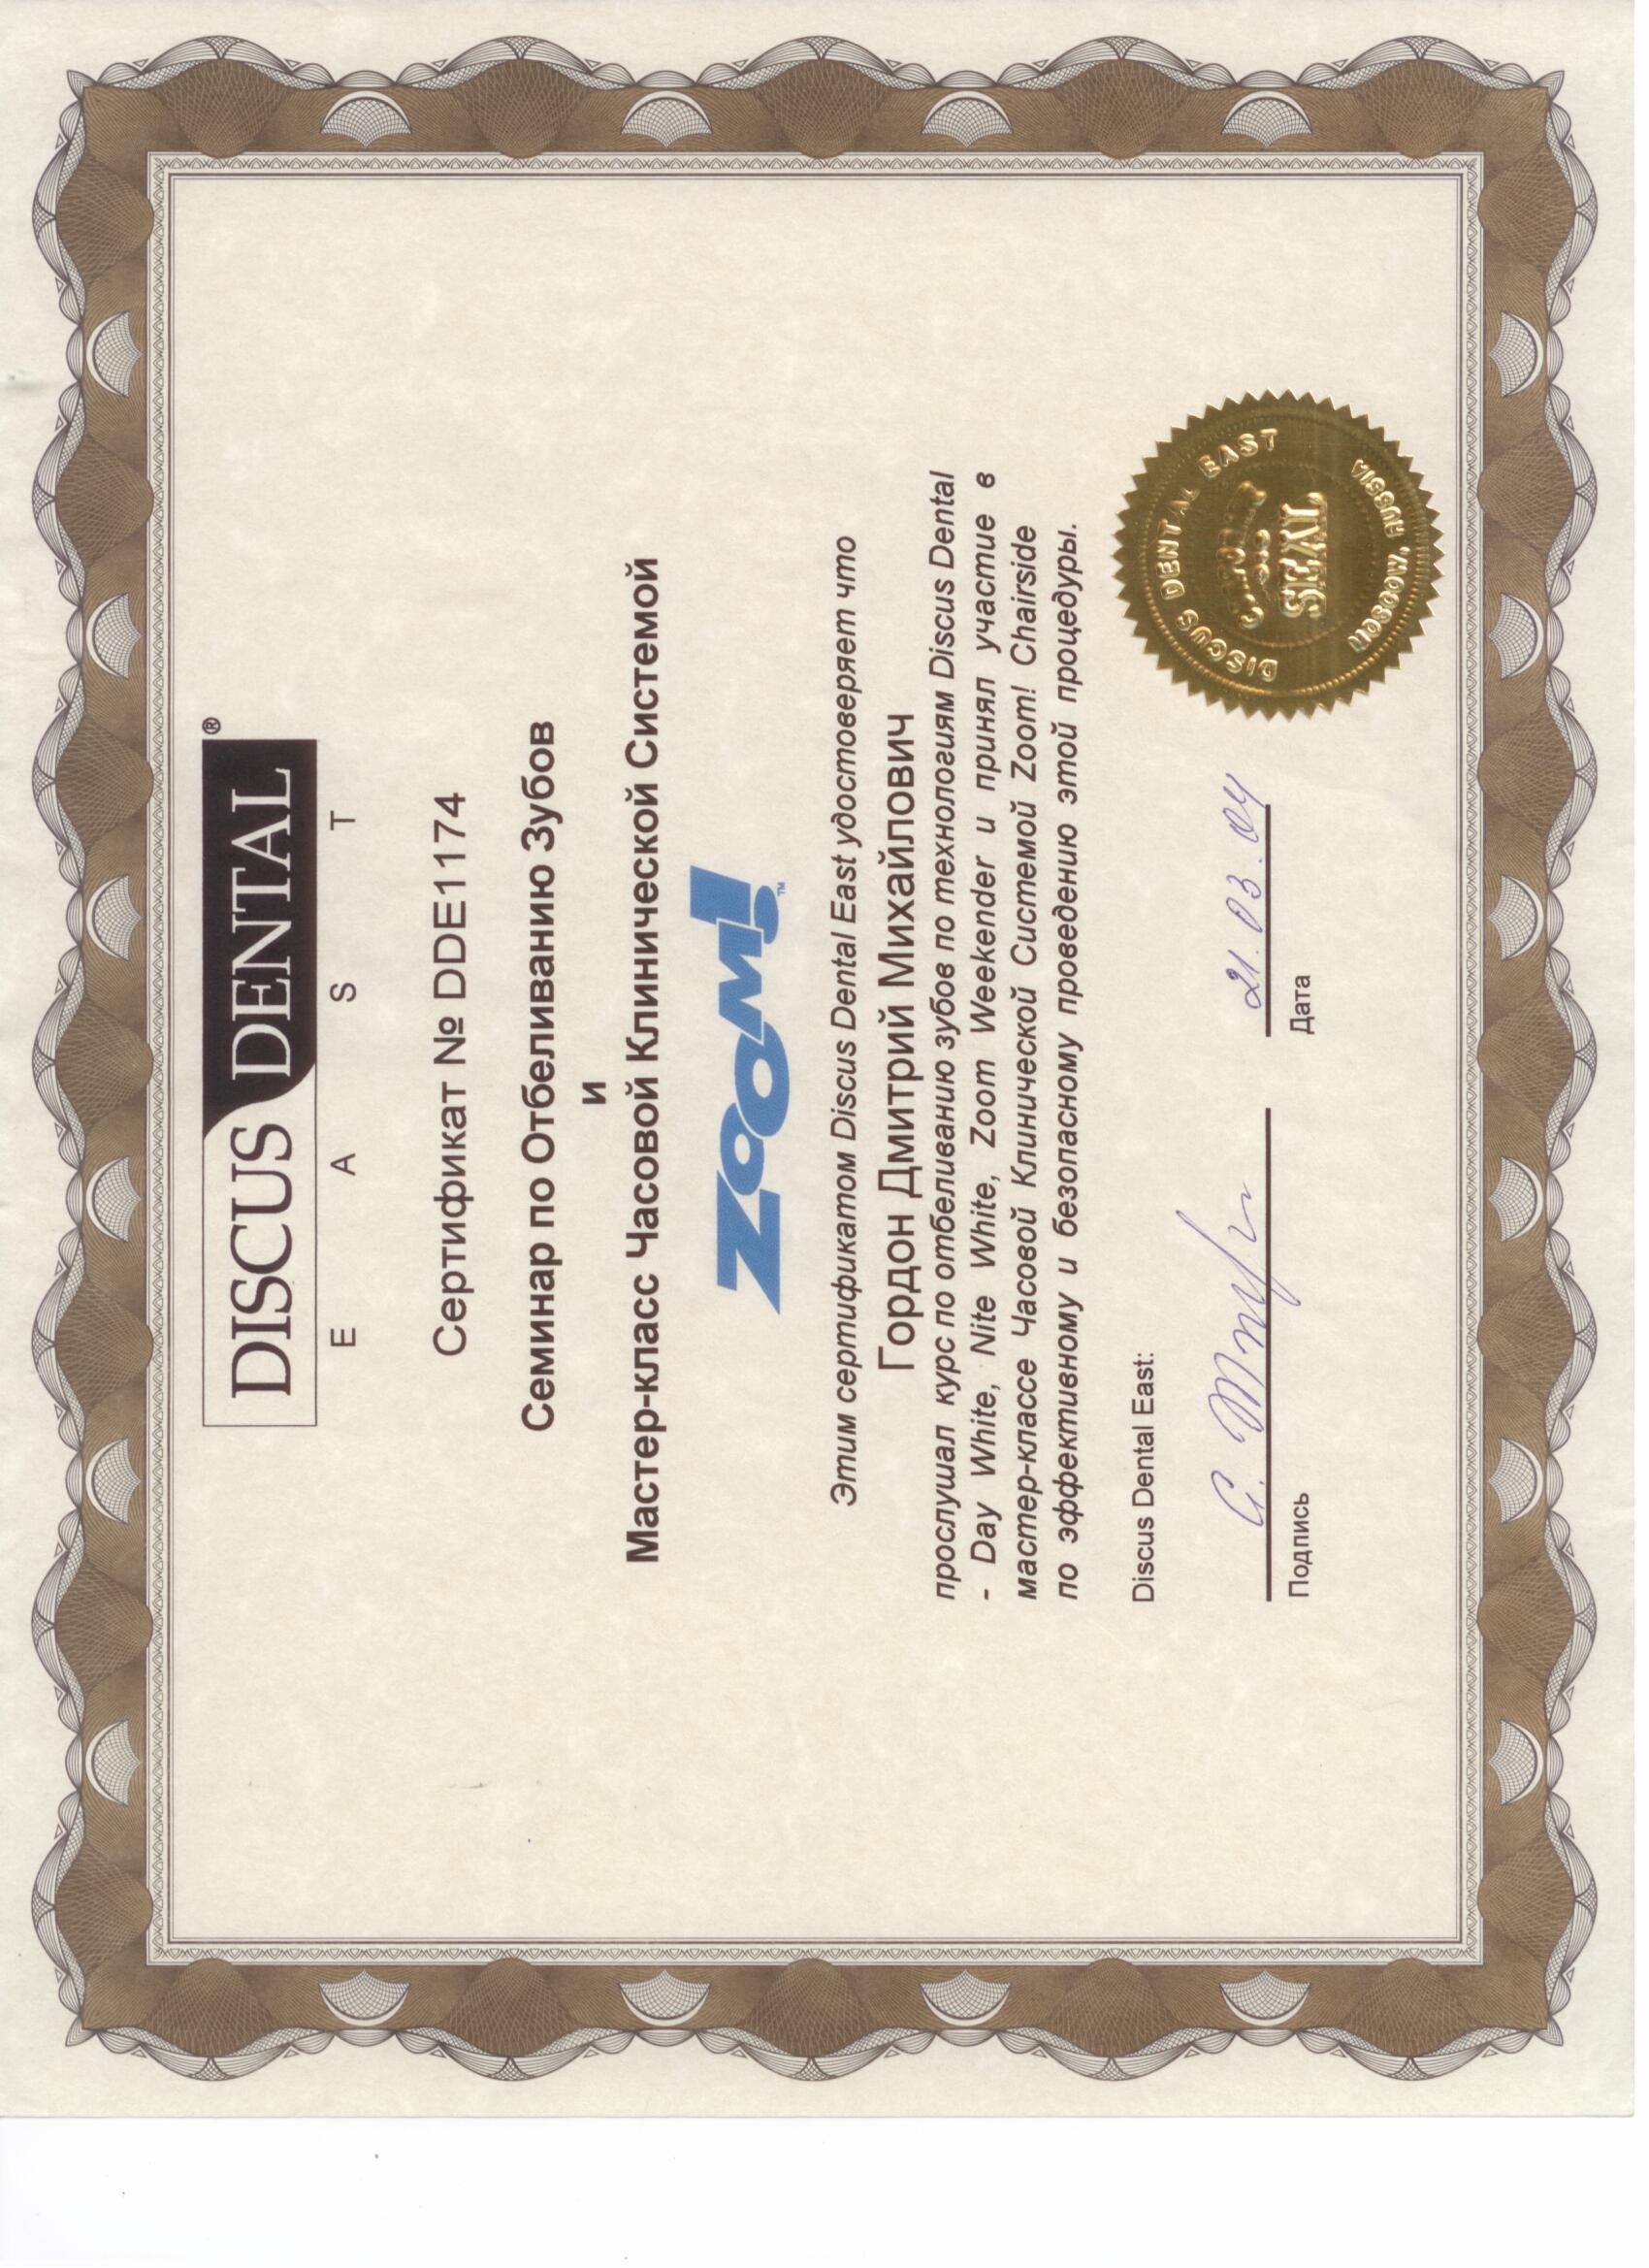 DISCUS DENTAL®
E A S T
Сертификат № DDE1174
Семинар по Отбеливанию Зубов
и
Мастер-класс Часовой Клинической Системой
ZOOM!™
Этим сертификатом Discus Dental East удостоверяет что
Гордон Дмитрий Михайлович
прослушал курс по отбеливанию зубов по технологиям Discus Dental
- Day White, Nite White, Zoom Weekender и принял участие в
мастер-классе Часовой Клинической Системой Zoom! Chairside
по эффективному и безопасному проведению этой процедуры.
Discus Dental East:
21.03.04
Подпись
Дата
DISCUS DENTAL EAST
SEAL
MOSCOW, RUSSIA